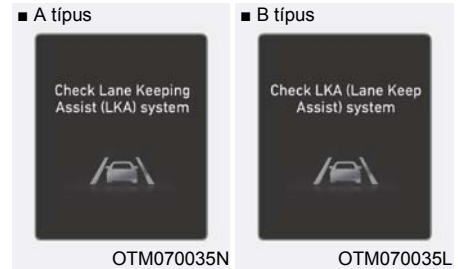 ■ A típus
■ B típus
Check Lane Keeping
Assist (LKA) system
Check LKA (Lane Keep
Assist) system
OTM070035N
OTM070035L